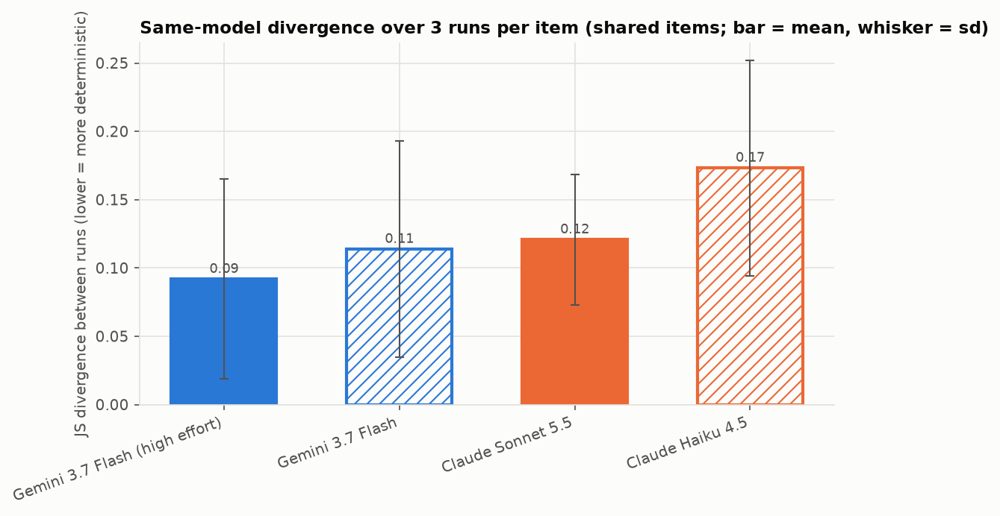 Same-model divergence over 3 runs per item (shared items; bar = mean, whisker = sd)
JS divergence between runs (lower = more deterministic)
0.25
0.20
0.15
0.10
0.05
0.00
0.09
0.11
0.12
0.17
Gemini 3.7 Flash (high effort)
Gemini 3.7 Flash
Claude Sonnet 5.5
Claude Haiku 4.5